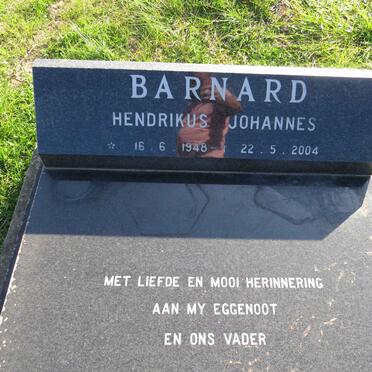 BARNARD
HENDRIKUS JOHANNES
☆ 16.6.1948 22.5.2004
MET LIEFDE EN MOOI HERINNERING
AAN MY EGGENOOT
EN ONS VADER